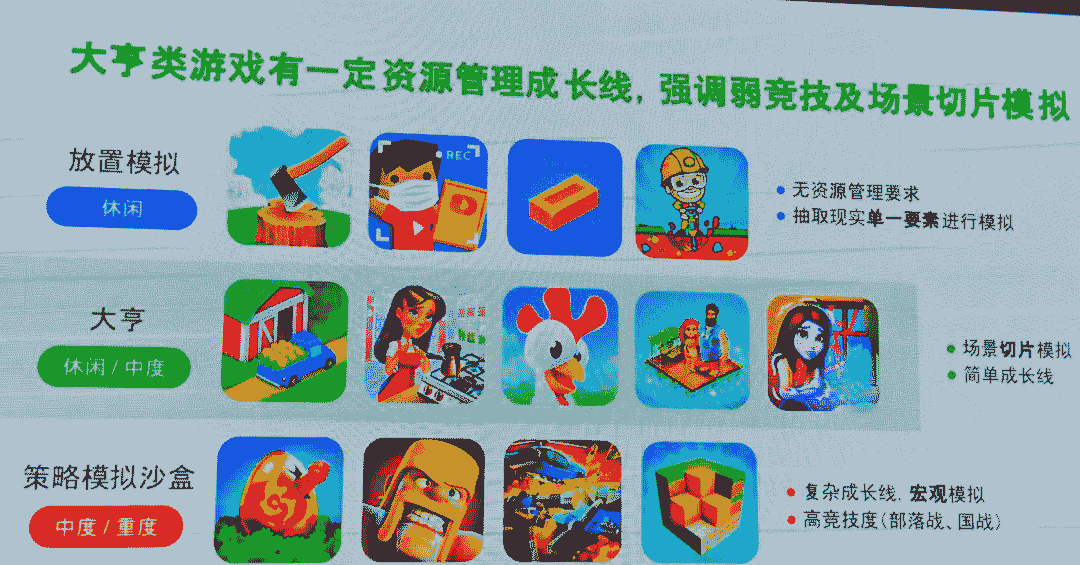 大亨类游戏有一定资源管理成长线,强调弱竞技及场景切片模拟
放置模拟
休闲
REC
• 无资源管理要求
• 抽取现实单一要素进行模拟
大亨
休闲 / 中度
• 场景切片模拟
• 简单成长线
策略模拟沙盒
中度 / 重度
• 复杂成长线, 宏观模拟
• 高竞技度(部落战、国战)